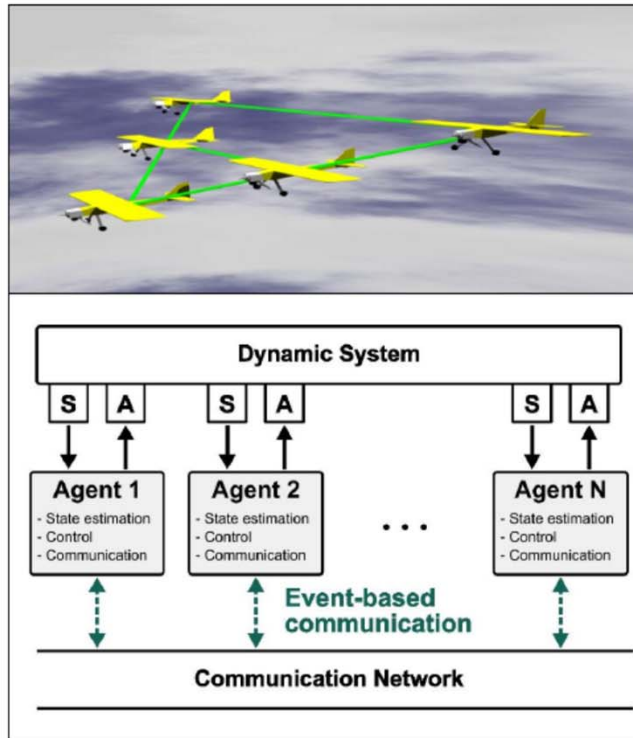 Dynamic System
S A S A S A
Agent 1 Agent 2 Agent N
- State estimation - State estimation - State estimation
- Control - Control - Control
- Communication - Communication - Communication
...
Event-based
communication
Communication Network